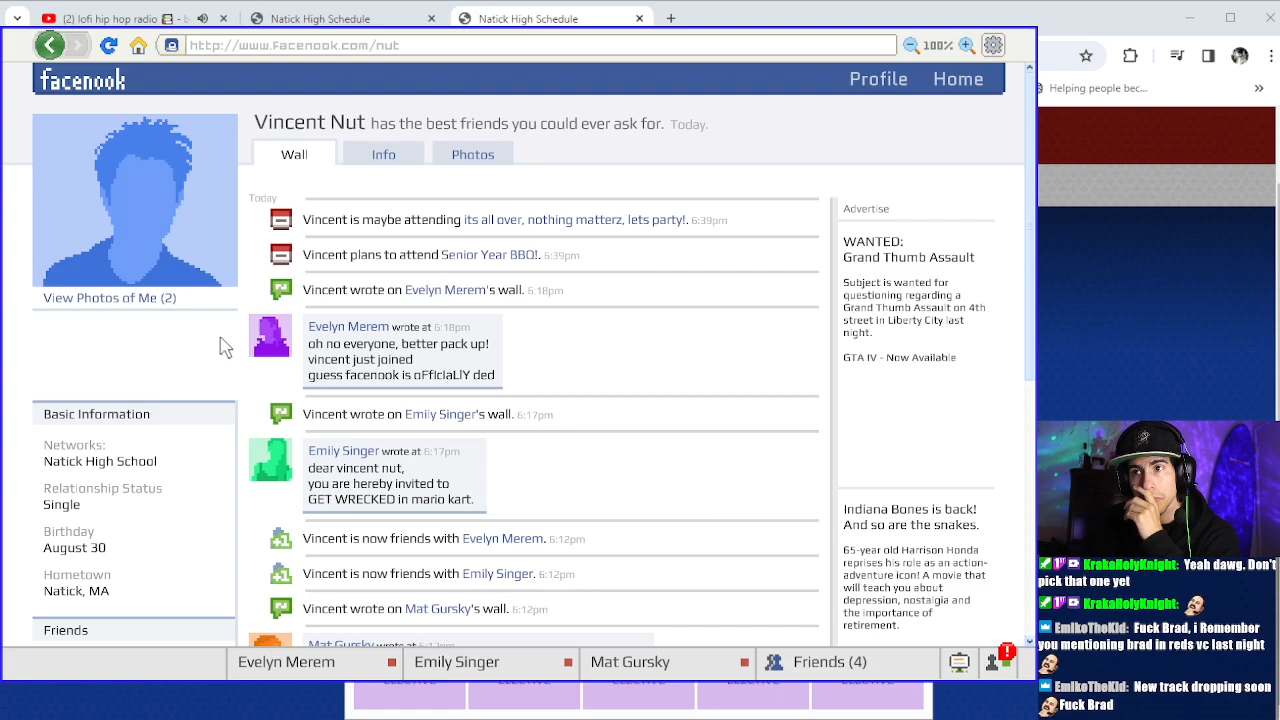 (2) lofi hip hop radio
Natick High Schedule
Natick High Schedule
http://www.facenook.com/nut
100%
Helping people bec...
facenook
Profile
Home
Vincent Nut has the best friends you could ever ask for. Today.
Wall
Info
Photos
View Photos of Me (2)
Basic Information
Networks:
Natick High School
Relationship Status
Single
Birthday
August 30
Hometown
Natick, MA
Friends
Today
Vincent is maybe attending its all over, nothing matterz, lets party!. 6:39pm
Vincent plans to attend Senior Year BBQ!. 6:39pm
Vincent wrote on Evelyn Merem's wall. 6:18pm
Evelyn Merem wrote at 6:18pm
oh no everyone, better pack up!
vincent just joined
guess facenook is oFfIcIaLlY ded
Vincent wrote on Emily Singer's wall. 6:17pm
Emily Singer wrote at 6:17pm
dear vincent nut,
you are hereby invited to
GET WRECKED in mario kart.
Vincent is now friends with Evelyn Merem. 6:12pm
Vincent is now friends with Emily Singer. 6:12pm
Vincent wrote on Mat Gursky's wall. 6:12pm
Mat Gursky wrote at 6:12pm
Advertise
WANTED:
Grand Thumb Assault
Subject is wanted for
questioning regarding a
Grand Thumb Assault on 4th
street in Liberty City last
night.
GTA IV - Now Available
Indiana Bones is back!
And so are the snakes.
65-year old Harrison Honda
reprises his role as an action-
adventure icon! A movie that
will teach you about
depression, nostalgia and
the importance of
retirement.
Evelyn Merem
Emily Singer
Mat Gursky
Friends (4)
KrakaHolyKnight: Yeah dawg. Don't
pick that one yet
KrakaHolyKnight:
EmikoTheKid: Fuck Brad, i Remember
you mentioning brad in reds vc last night
EmikoTheKid: New track dropping soon
Fuck Brad